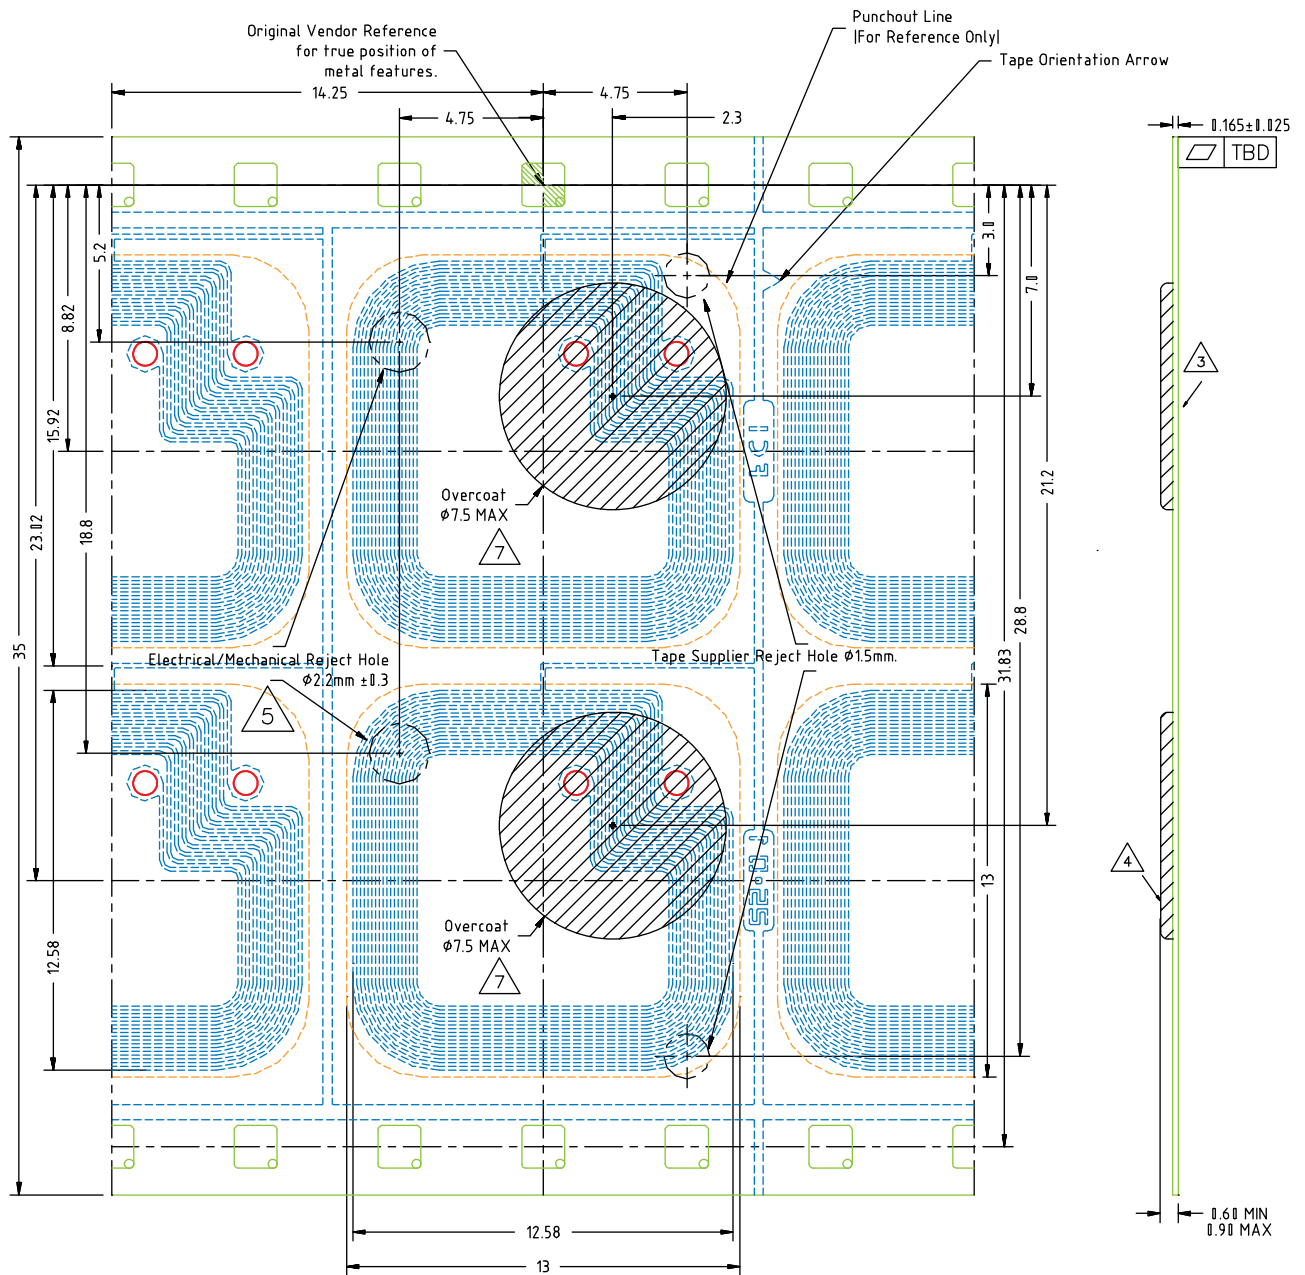 Original Vendor Reference
for true position of
metal features.
Punchout Line
|For Reference Only|
Tape Orientation Arrow
14.25
4.75
4.75
2.3
0.165±0.025
TBD
5.2
8.82
15.92
23.02
18.8
35
12.58
3.0
7.0
21.2
28.8
31.83
13
3
ECI
Overcoat
Ø7.5 MAX
7
Electrical/Mechanical Reject Hole
Ø2.2mm ±0.3
5
Tape Supplier Reject Hole Ø1.5mm.
4
Overcoat
Ø7.5 MAX
7
12.58
13
0.60 MIN
0.90 MAX